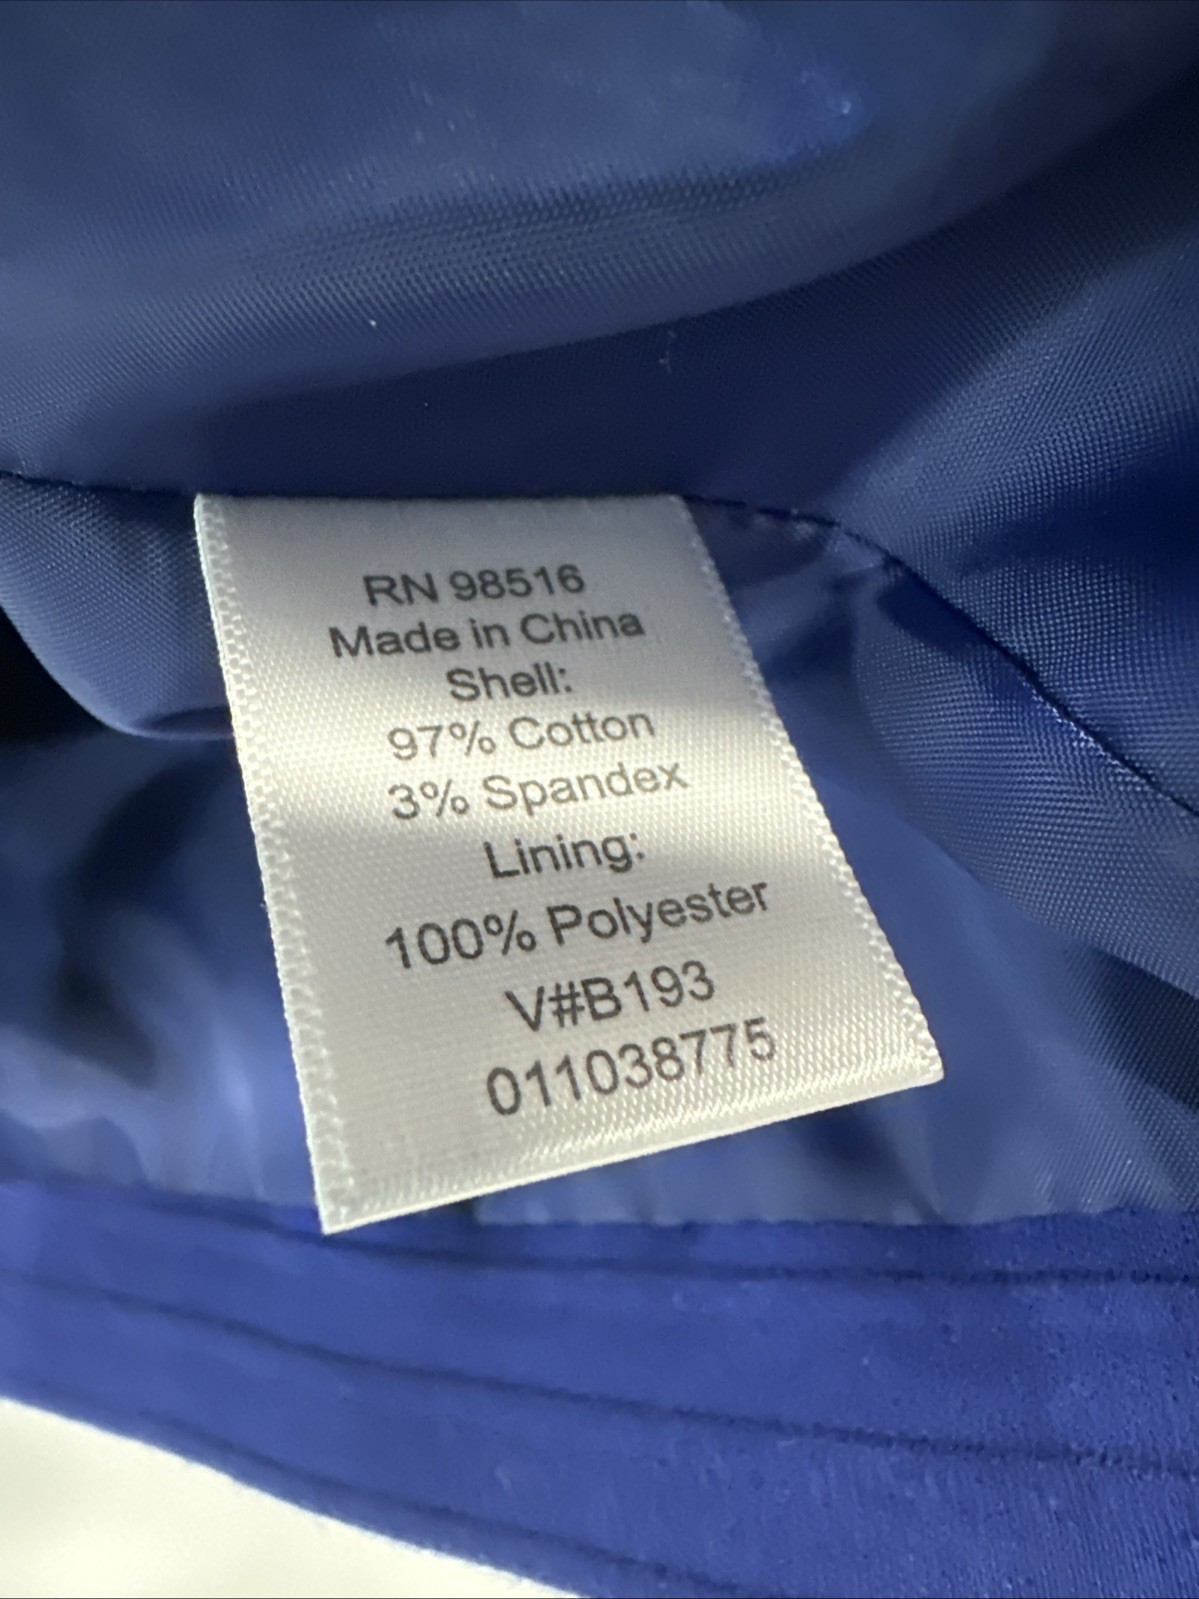 RN 98516
Made in China
Shell:
97% Cotton
3% Spandex
Lining:
100% Polyester
V#B193
011038775